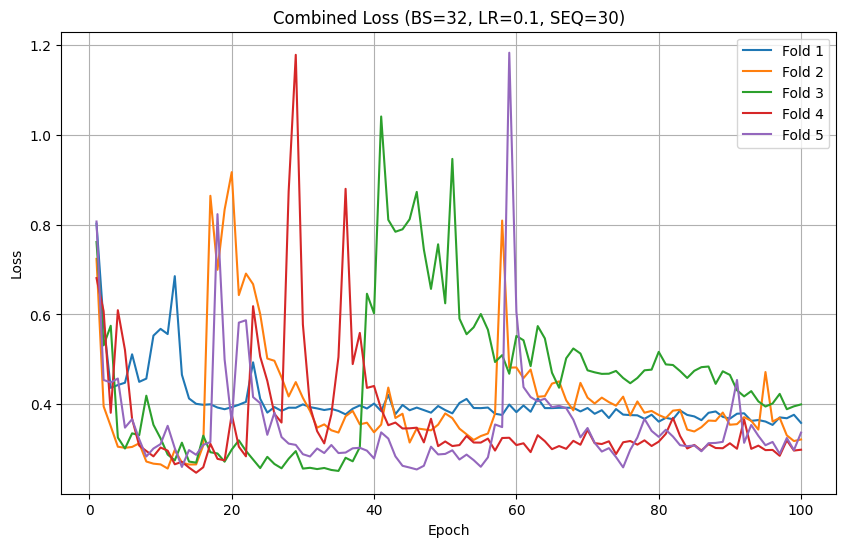 Combined Loss (BS=32, LR=0.1, SEQ=30)
1.2
1.0
0.8
0.6
0.4
Loss
0
20
40
60
80
100
Epoch
Fold 1
Fold 2
Fold 3
Fold 4
Fold 5